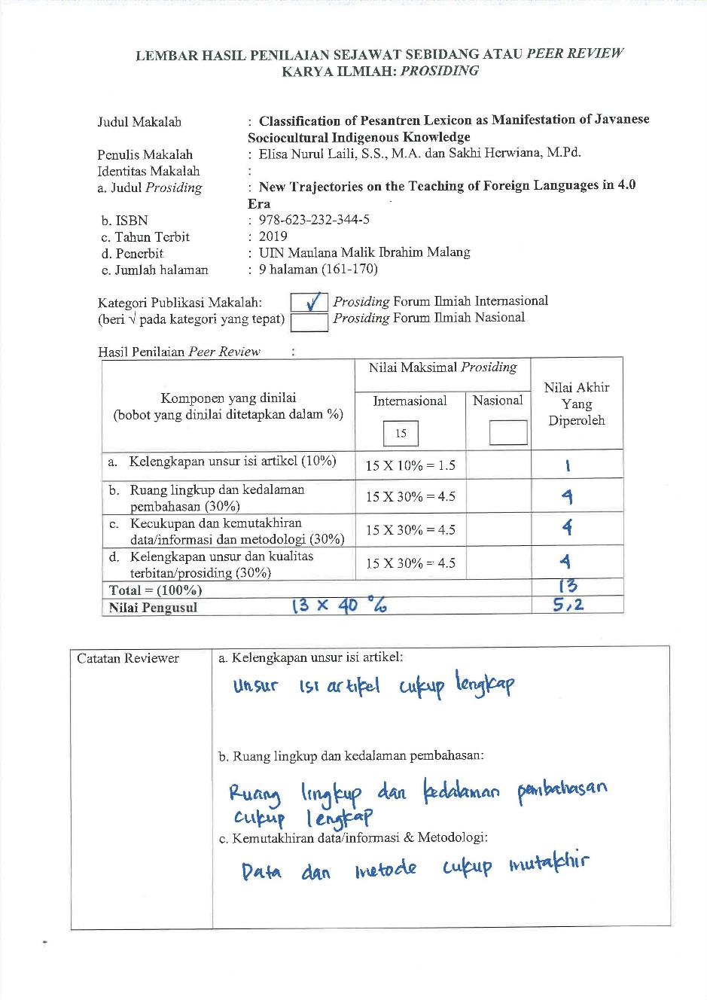 LEMBAR HASIL PENILAIAN SEJAWAT SEBIDANG ATAU PEER REVIEW
KARYA ILMIAH: PROSIDING
Judul Makalah : Classification of Pesantren Lexicon as Manifestation of Javanese
Sociocultural Indigenous Knowledge
Penulis Makalah : Elisa Nurul Laili, S.S., M.A. dan Sakhi Herwiana, M.Pd.
Identitas Makalah :
a. Judul Prosiding : New Trajectories on the Teaching of Foreign Languages in 4.0
Era
b. ISBN : 978-623-232-344-5
c. Tahun Terbit : 2019
d. Penerbit : UIN Maulana Malik Ibrahim Malang
e. Jumlah halaman : 9 halaman (161-170)
Kategori Publikasi Makalah: √ Prosiding Forum Ilmiah Internasional
(beri √ pada kategori yang tepat) Prosiding Forum Ilmiah Nasional
Hasil Penilaian Peer Review :
Komponen yang dinilai
(bobot yang dinilai ditetapkan dalam %)
Nilai Maksimal Prosiding
Internasional
15
Nasional
Nilai Akhir
Yang
Diperoleh
a. Kelengkapan unsur isi artikel (10%) 15 X 10% = 1.5 1
b. Ruang lingkup dan kedalaman
pembahasan (30%) 15 X 30% = 4.5 4
c. Kecukupan dan kemutakhiran
data/informasi dan metodologi (30%) 15 X 30% = 4.5 4
d. Kelengkapan unsur dan kualitas
terbitan/prosiding (30%) 15 X 30% = 4.5 4
Total = (100%) 13
Nilai Pengusul 13 X 40 % 5,2
Catatan Reviewer
a. Kelengkapan unsur isi artikel:
Unsur isi artikel cukup lengkap
b. Ruang lingkup dan kedalaman pembahasan:
Ruang lingkup dan kedalaman pembahasan
cukup lengkap
c. Kemutakhiran data/informasi & Metodologi:
Data dan metode cukup mutakhir